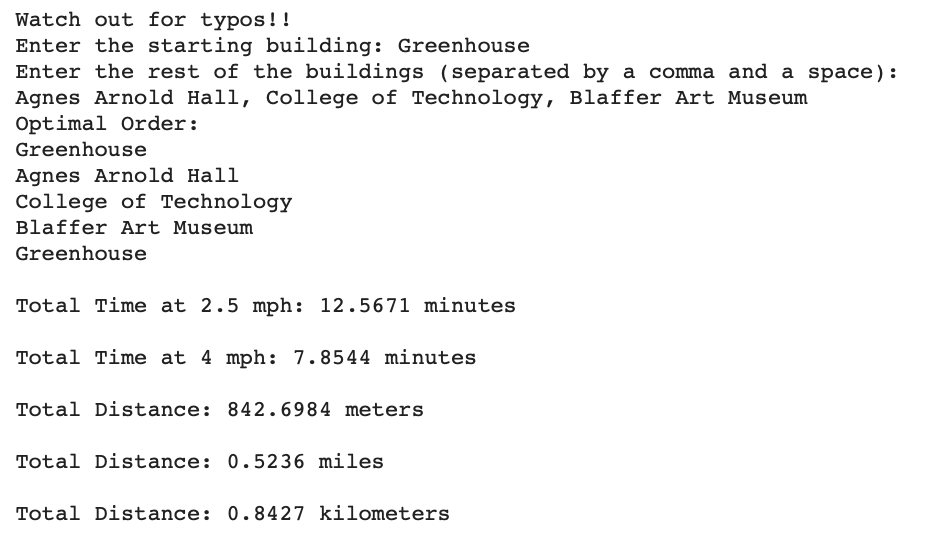 Watch out for typos!!
Enter the starting building: Greenhouse
Enter the rest of the buildings (separated by a comma and a space):
Agnes Arnold Hall, College of Technology, Blaffer Art Museum
Optimal Order:
Greenhouse
Agnes Arnold Hall
College of Technology
Blaffer Art Museum
Greenhouse
Total Time at 2.5 mph: 12.5671 minutes
Total Time at 4 mph: 7.8544 minutes
Total Distance: 842.6984 meters
Total Distance: 0.5236 miles
Total Distance: 0.8427 kilometers